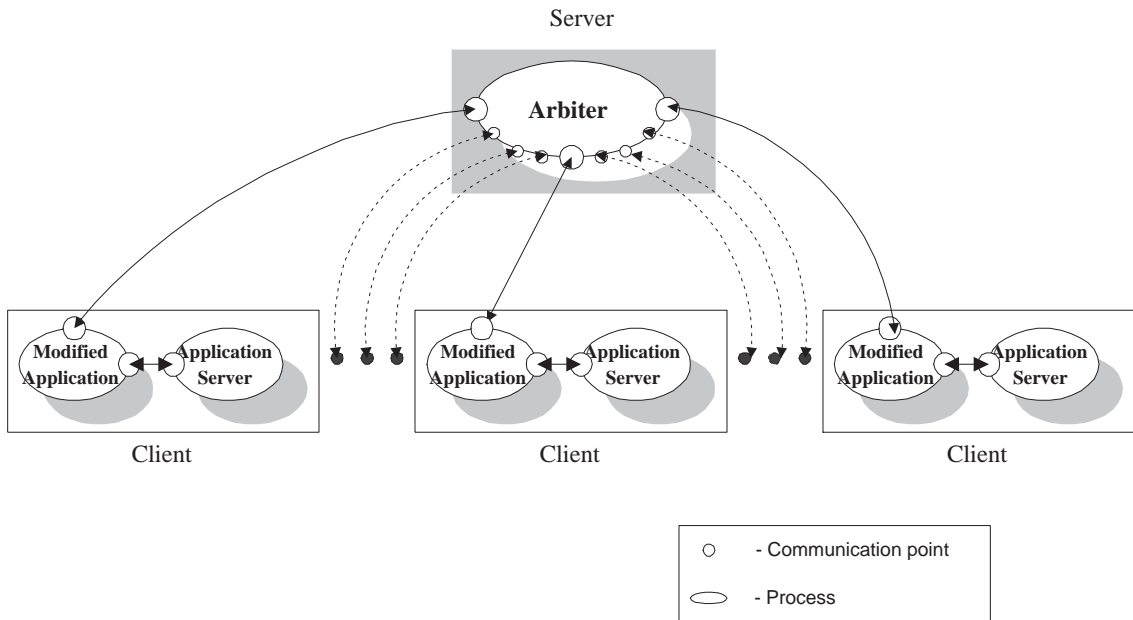 Server
Arbiter
Modified
Application
Application
Server
Modified
Application
Application
Server
Modified
Application
Application
Server
Client
Client
Client
- Communication point
- Process